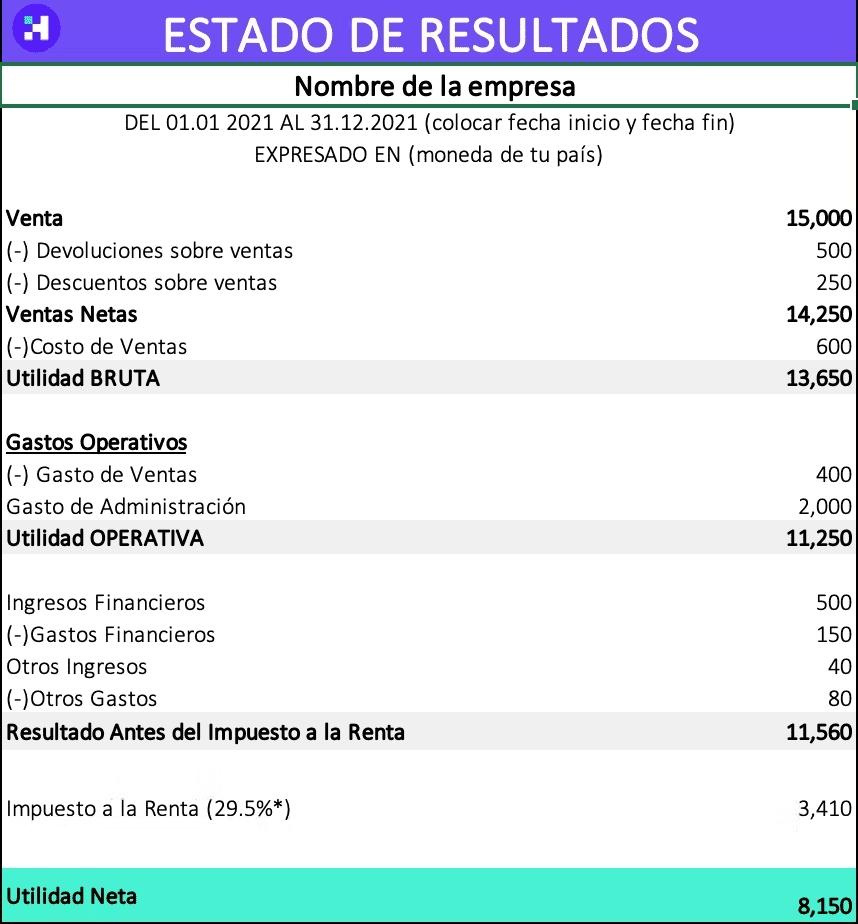 ESTADO DE RESULTADOS
Nombre de la empresa
DEL 01.01 2021 AL 31.12.2021 (colocar fecha inicio y fecha fin)
EXPRESADO EN (moneda de tu país)
Venta 15,000
(-) Devoluciones sobre ventas 500
(-) Descuentos sobre ventas 250
Ventas Netas 14,250
(-)Costo de Ventas 600
Utilidad BRUTA 13,650
Gastos Operativos
(-) Gasto de Ventas 400
Gasto de Administración 2,000
Utilidad OPERATIVA 11,250
Ingresos Financieros 500
(-)Gastos Financieros 150
Otros Ingresos 40
(-)Otros Gastos 80
Resultado Antes del Impuesto a la Renta 11,560
Impuesto a la Renta (29.5%*) 3,410
Utilidad Neta 8,150